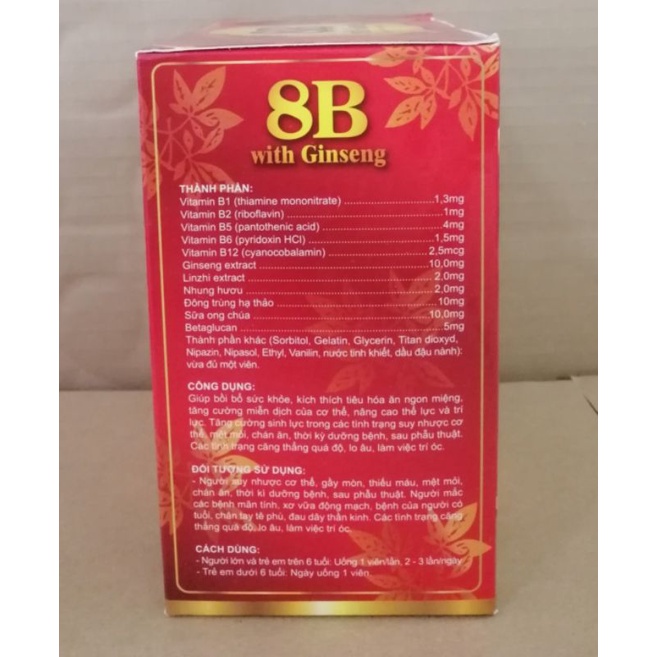 8B
with Ginseng
THÀNH PHẦN:
Vitamin B1 (thiamine mononitrate) 1,3mg
Vitamin B2 (riboflavin) 1mg
Vitamin B5 (pantothenic acid) 4mg
Vitamin B6 (pyridoxin HCl) 1,5mg
Vitamin B12 (cyanocobalamin) 2,5mcg
Ginseng extract 10,0mg
Linzhi extract 2,0mg
Nhung hươu 2,0mg
Đông trùng hạ thảo 10mg
Sữa ong chúa 10,0mg
Betaglucan 5mg
Thành phần khác (Sorbitol, Gelatin, Glycerin, Titan dioxyd,
Nipazin, Nipasol, Ethyl, Vanilin, nước tinh khiết, dầu đậu nành):
vừa đủ một viên.
CÔNG DỤNG:
Giúp bồi bổ sức khỏe, kích thích tiêu hóa ăn ngon miệng,
tăng cường miễn dịch của cơ thể, nâng cao thể lực và trí
lực. Tăng cường sinh lực trong các tình trạng suy nhược cơ
thể, mệt mỏi, chán ăn, thời kỳ dưỡng bệnh, sau phẫu thuật.
Các tình trạng căng thẳng quá độ, lo âu, làm việc trí óc.
ĐỐI TƯỢNG SỬ DỤNG:
- Người suy nhược cơ thể, gầy mòn, thiếu máu, mệt mỏi,
chán ăn, thời kì dưỡng bệnh, sau phẫu thuật. Người mắc
các bệnh mãn tính, xơ vữa động mạch, bệnh của người có
tuổi, chân tay tê phù, đau dây thần kinh. Các tình trạng căng
thẳng quá độ, lo âu, làm việc trí óc.
CÁCH DÙNG:
- Người lớn và trẻ em trên 6 tuổi: Uống 1 viên/lần, 2 - 3 lần/ngày.
- Trẻ em dưới 6 tuổi: Ngày uống 1 viên.